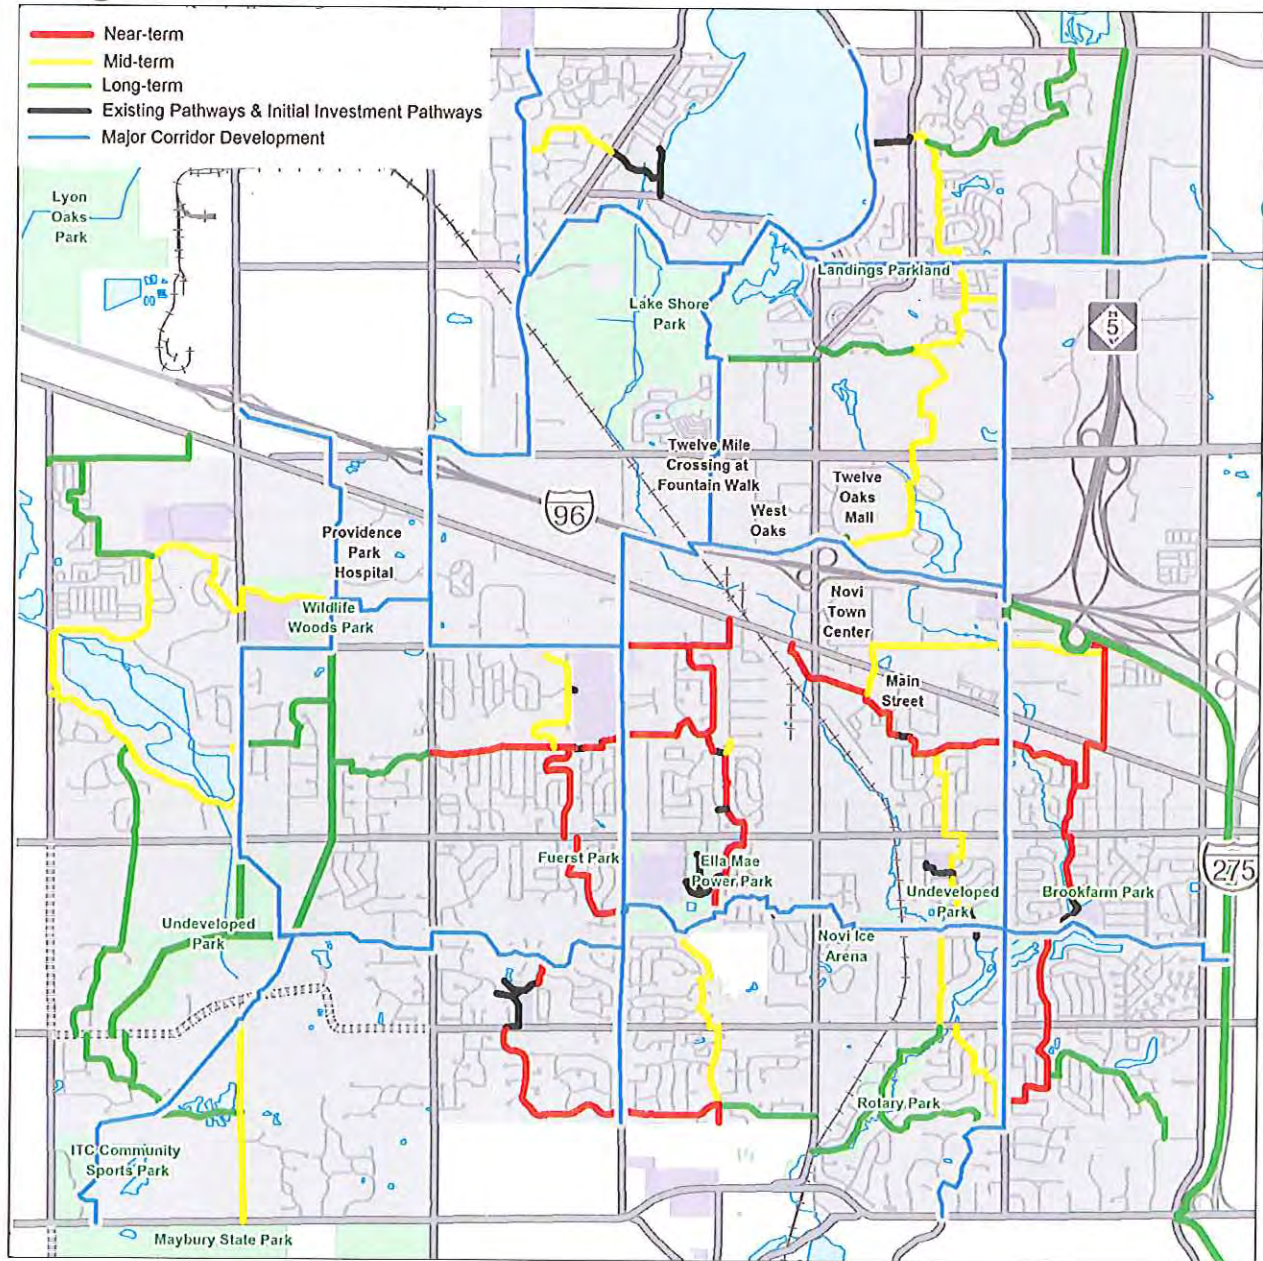 Near-term
Mid-term
Long-term
Existing Pathways & Initial Investment Pathways
Major Corridor Development
Lyon
Oaks
Park
Landings Parkland
Lake Shore
Park
M
5
Twelve Mile
Crossing at
Fountain Walk
Twelve
Oaks
Mall
West
Oaks
96
Providence
Park
Hospital
Novi
Town
Center
Wildlife
Woods Park
Main
Street
Fuerst Park
Ella Mae
Power Park
Undeveloped
Park
Brookfarm Park
275
Undeveloped
Park
Novi Ice
Arena
Rotary Park
ITC Community
Sports Park
Maybury State Park